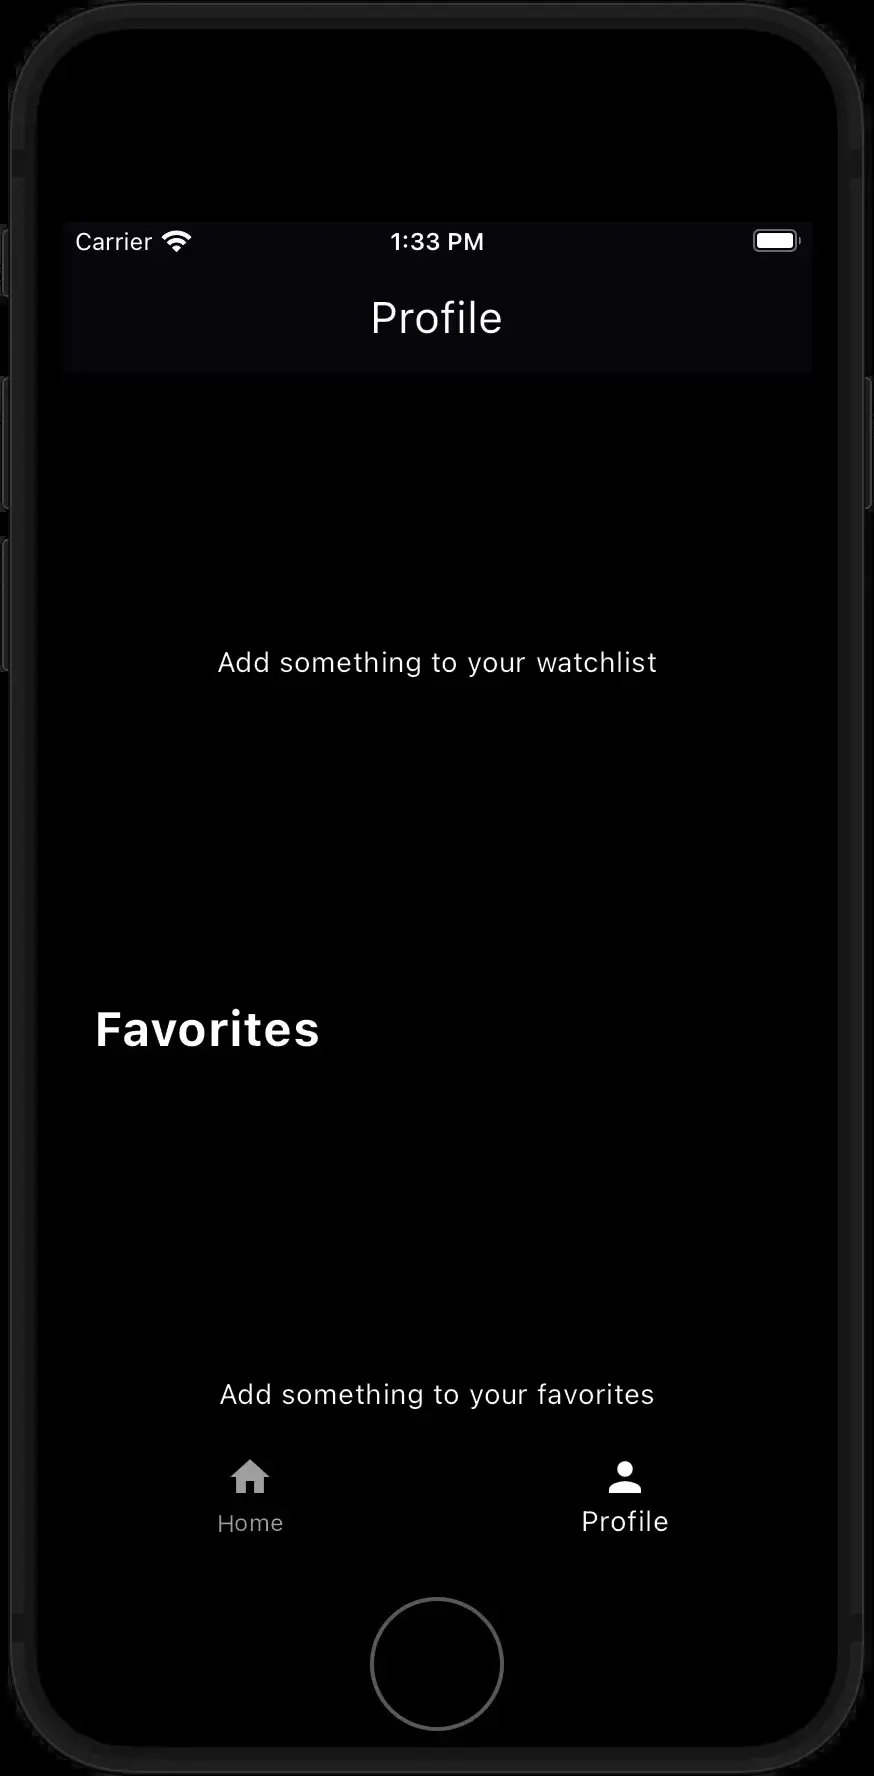 Carrier 1:33 PM
Profile
Add something to your watchlist
Favorites
Add something to your favorites
Home Profile